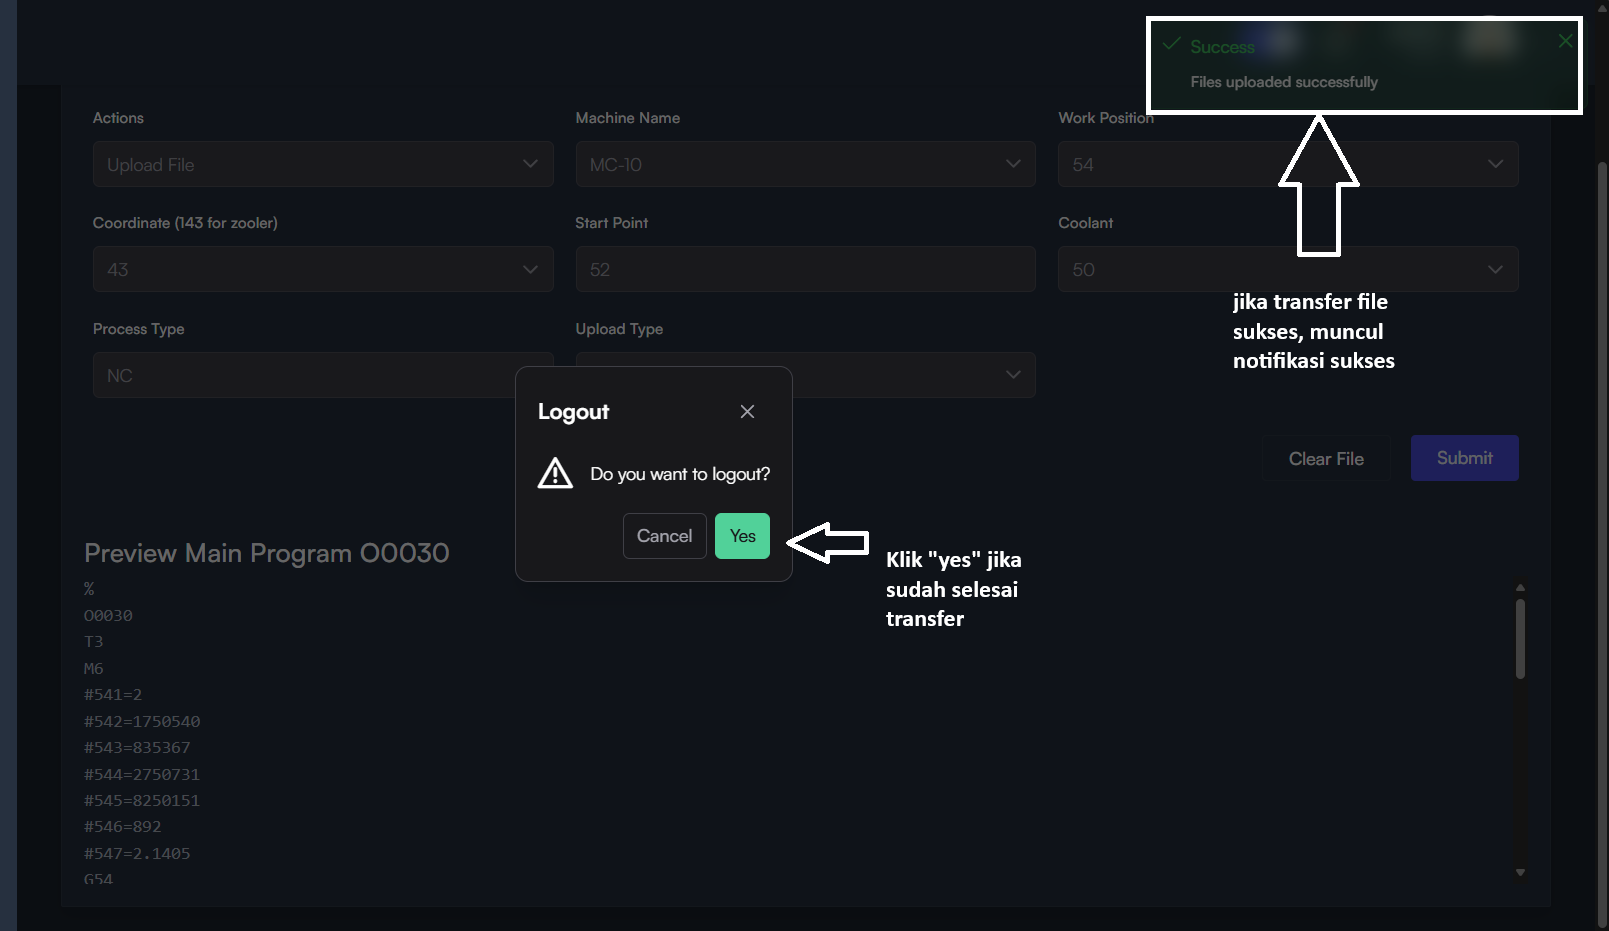 Success
Files uploaded successfully
Actions
Machine Name
Work Position
Upload File
MC-10
54
Coordinate (143 for zooler)
Start Point
Coolant
43
52
50
jika transfer file
sukses, muncul
notifikasi sukses
Process Type
Upload Type
NC
Logout
Do you want to logout?
Cancel
Yes
Klik "yes" jika
sudah selesai
transfer
Clear File
Submit
Preview Main Program O0030
%
O0030
T3
M6
#541=2
#542=1750540
#543=835367
#544=2750731
#545=8250151
#546=892
#547=2.1405
G54